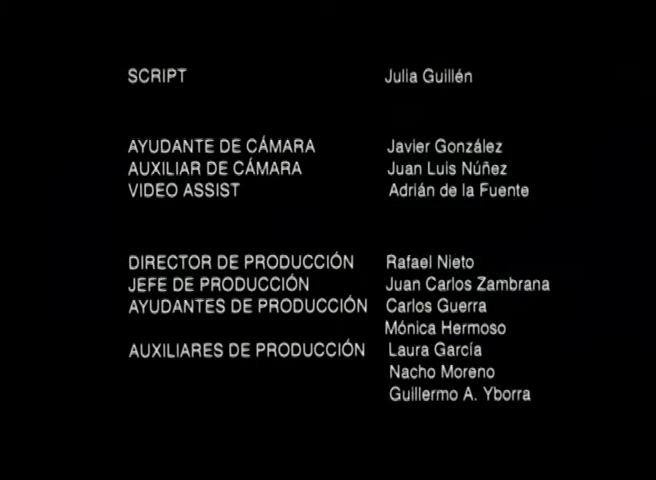 SCRIPT Julia Guillén
AYUDANTE DE CÁMARA Javier González
AUXILIAR DE CÁMARA Juan Luis Núñez
VIDEO ASSIST Adrián de la Fuente
DIRECTOR DE PRODUCCIÓN Rafael Nieto
JEFE DE PRODUCCIÓN Juan Carlos Zambrana
AYUDANTES DE PRODUCCIÓN Carlos Guerra
Mónica Hermoso
AUXILIARES DE PRODUCCIÓN Laura García
Nacho Moreno
Guillermo A. Yborra